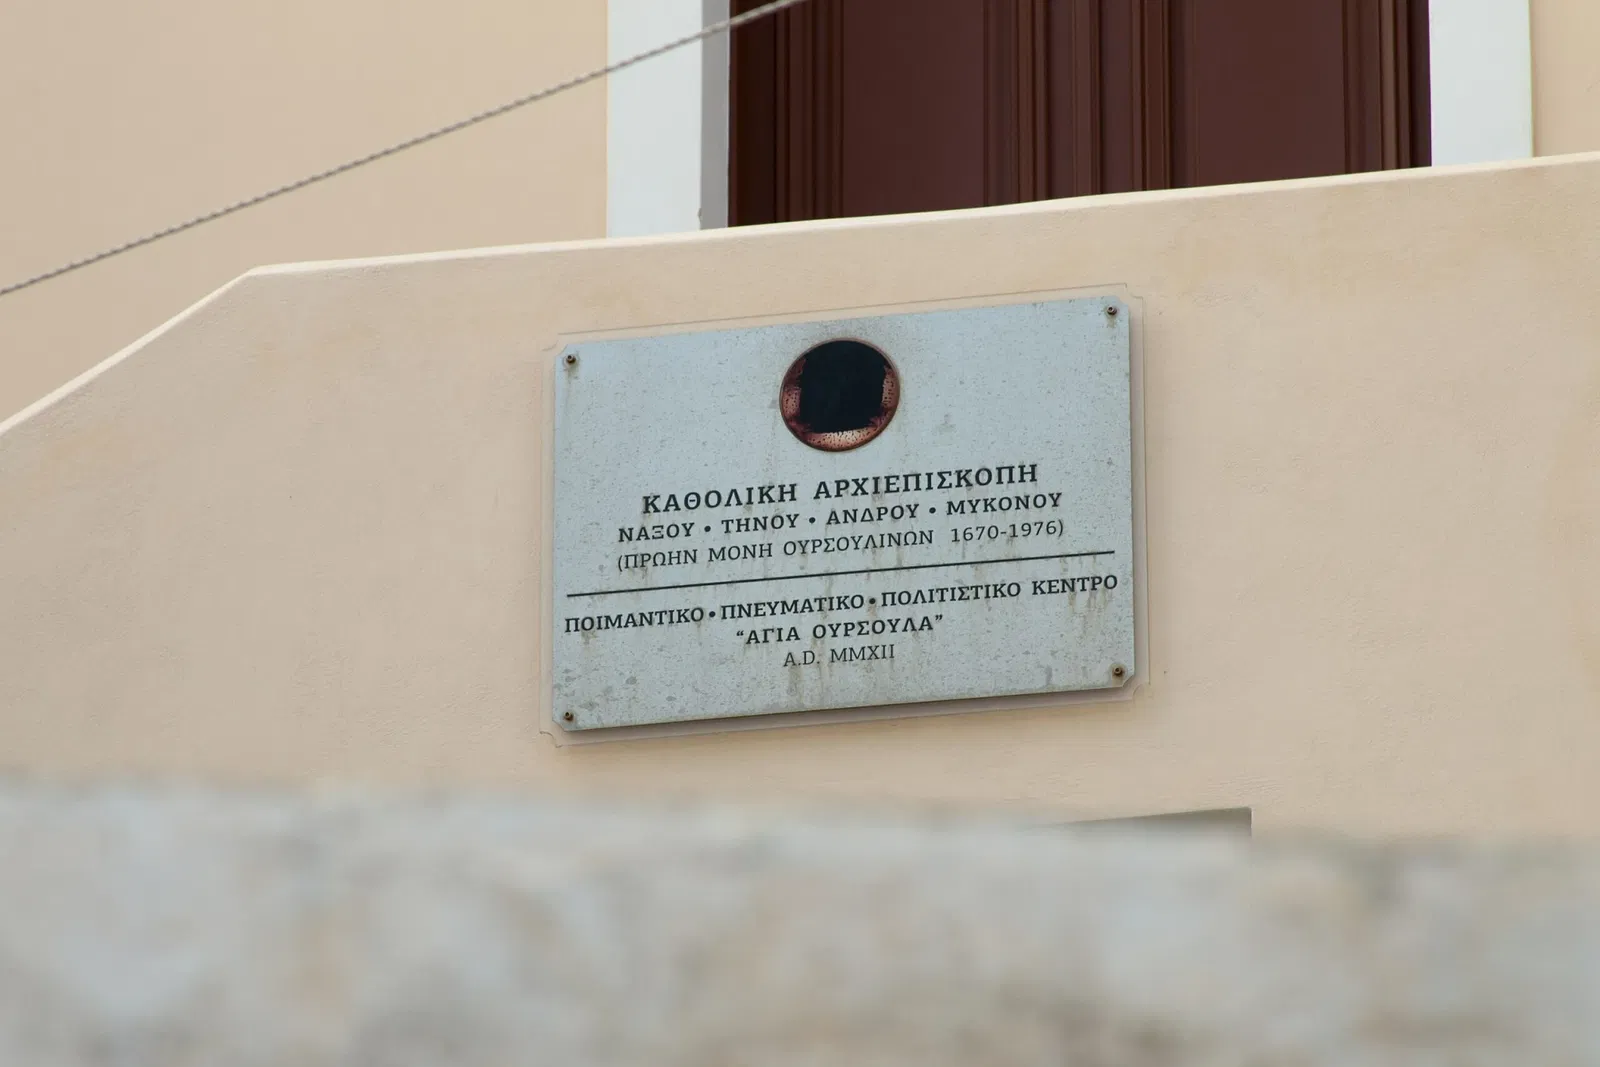 ΚΑΘΟΛΙΚΗ ΑΡΧΙΕΠΙΣΚΟΠΗ
ΝΑΞΟΥ • ΤΗΝΟΥ • ΑΝΔΡΟΥ • ΜΥΚΟΝΟΥ
(ΠΡΩΗΝ ΜΟΝΗ ΟΥΡΣΟΥΛΙΝΩΝ 1670-1976)
ΠΟΙΜΑΝΤΙΚΟ • ΠΝΕΥΜΑΤΙΚΟ • ΠΟΛΙΤΙΣΤΙΚΟ ΚΕΝΤΡΟ
“ΑΓΙΑ ΟΥΡΣΟΥΛΑ”
A.D. MMXII